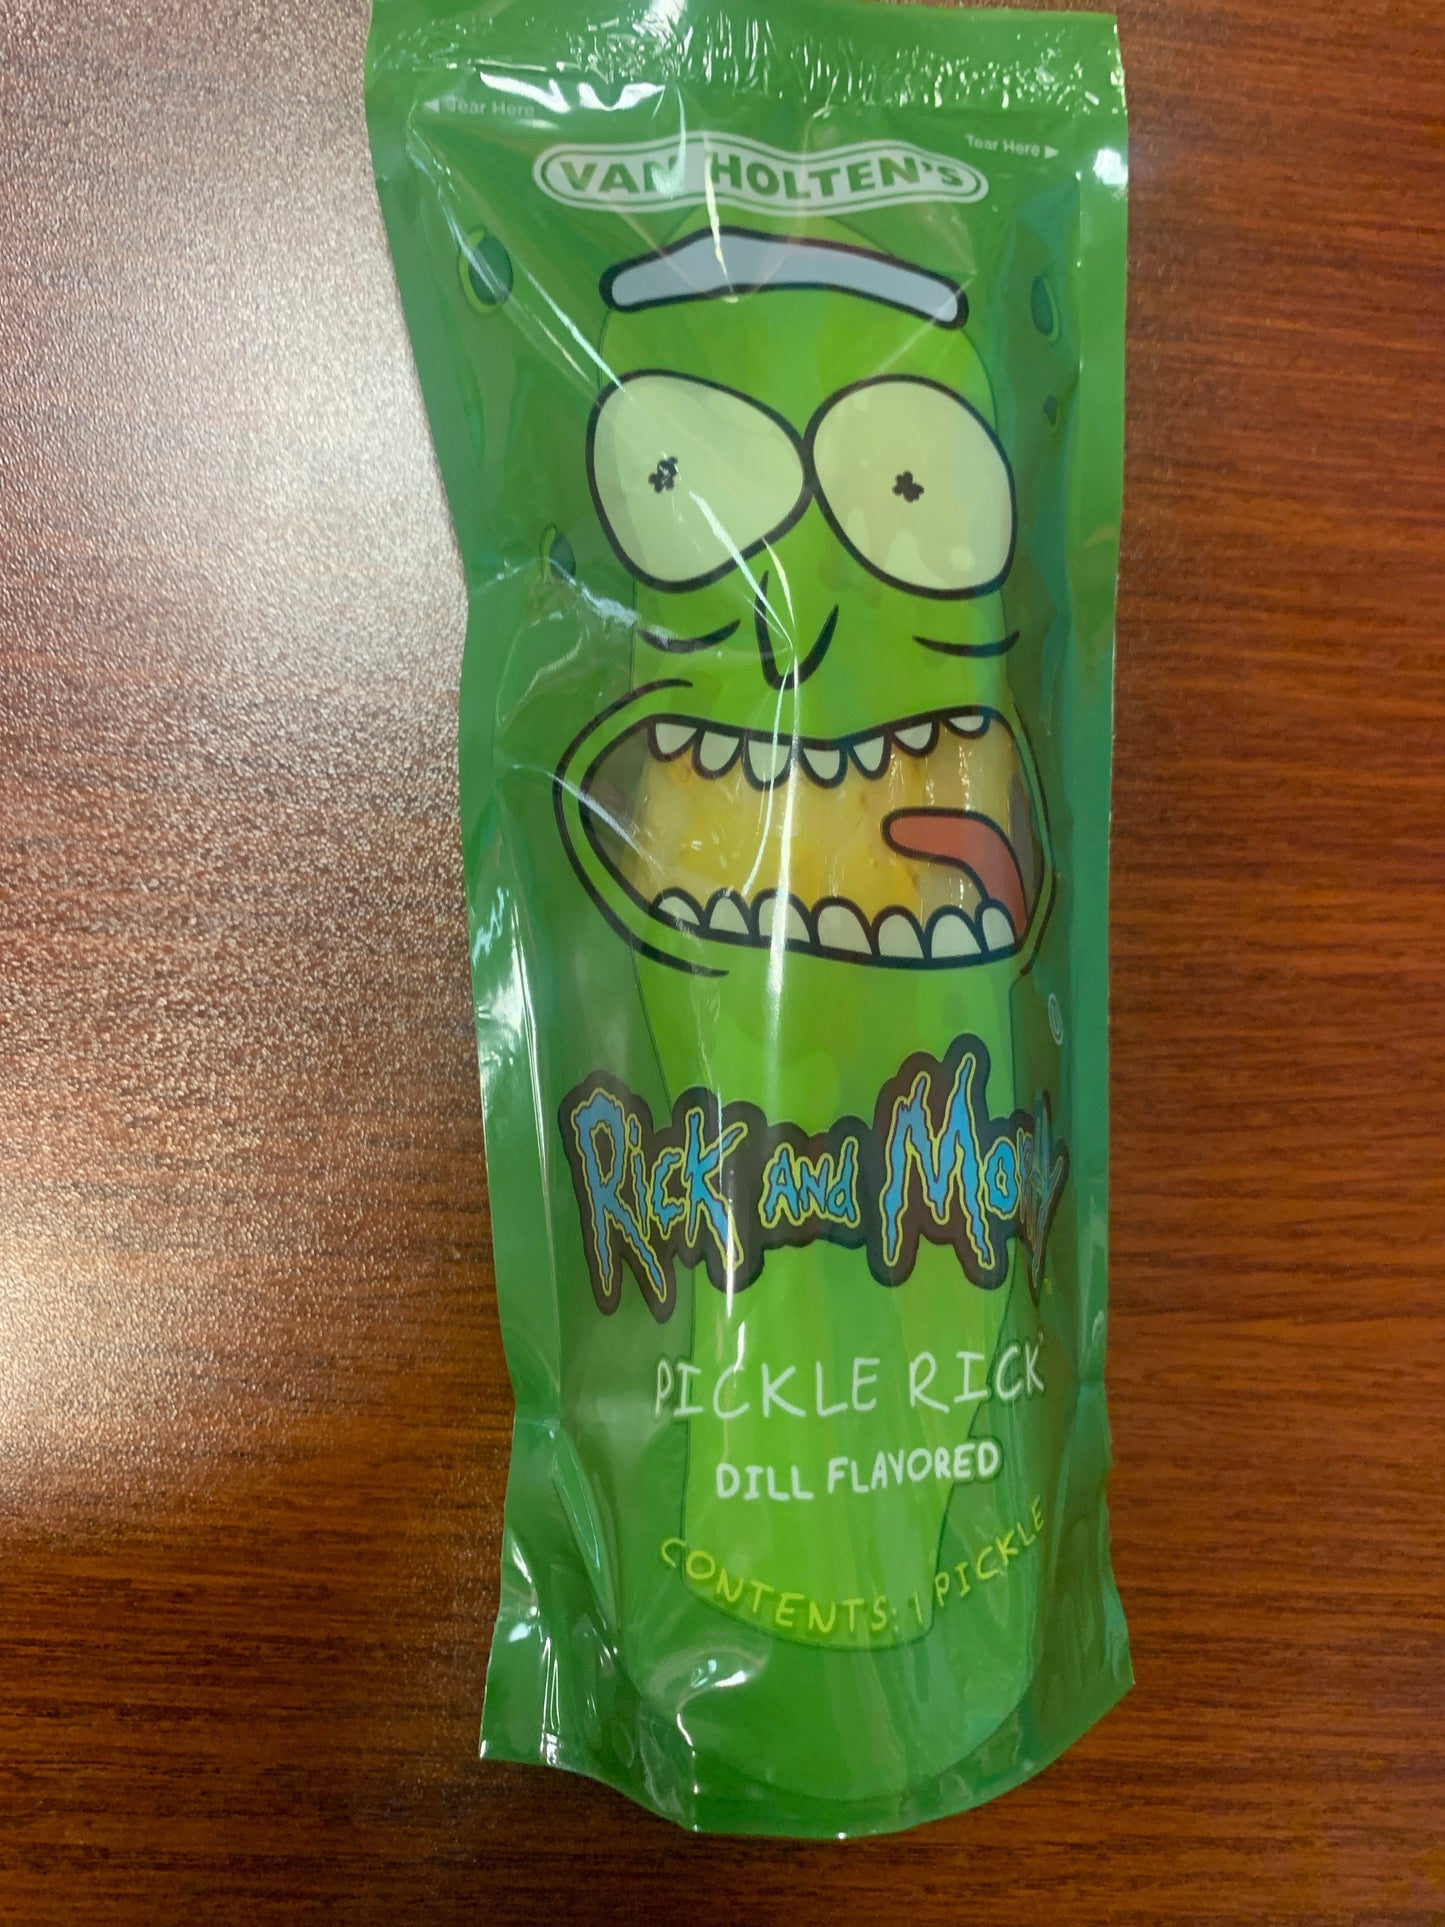 Tear Here
Tear Here
VAN HOLTEN'S
Rick and Morty
PICKLE RICK
DILL FLAVORED
CONTENTS: 1 PICKLE